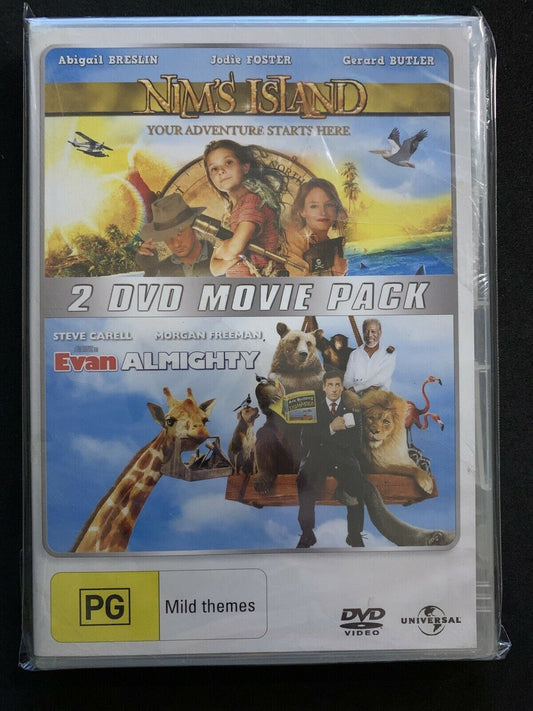 Abigail BRESLIN Jodie FOSTER Gerard BUTLER
NIM'S ISLAND
YOUR ADVENTURE STARTS HERE
NORTH
2 DVD MOVIE PACK
STEVE CARELL MORGAN FREEMAN
Evan ALMIGHTY
PG Mild themes
DVD
VIDEO
UNIVERSAL